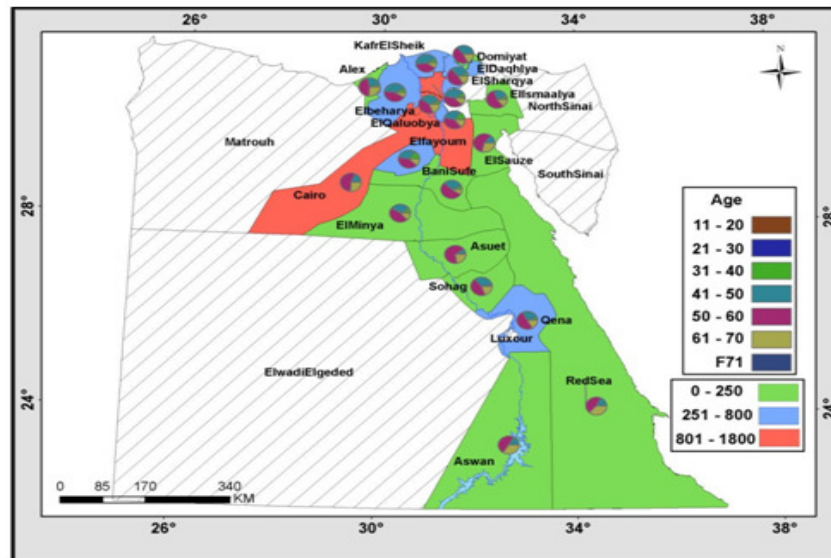 30° 34° 38°
N
KafrElSheik
Domiyat
Alex
ElDaqhlya
ElSharqya
ElIsmaalya
NorthSinai
Elbeharya
ElQaluobya
Matrouh
Elfayoum
ElSauze
BaniSufe
SouthSinai
Cairo
28° 28°
ElMinya
Asuet
Sohag
Qena
Luxour
ElwadiElgeded
RedSea
24° 24°
Aswan
Age
11 - 20
21 - 30
31 - 40
41 - 50
50 - 60
61 - 70
F71
0 - 250
251 - 800
801 - 1800
0 85 170 340
KM
26° 30° 34° 38°